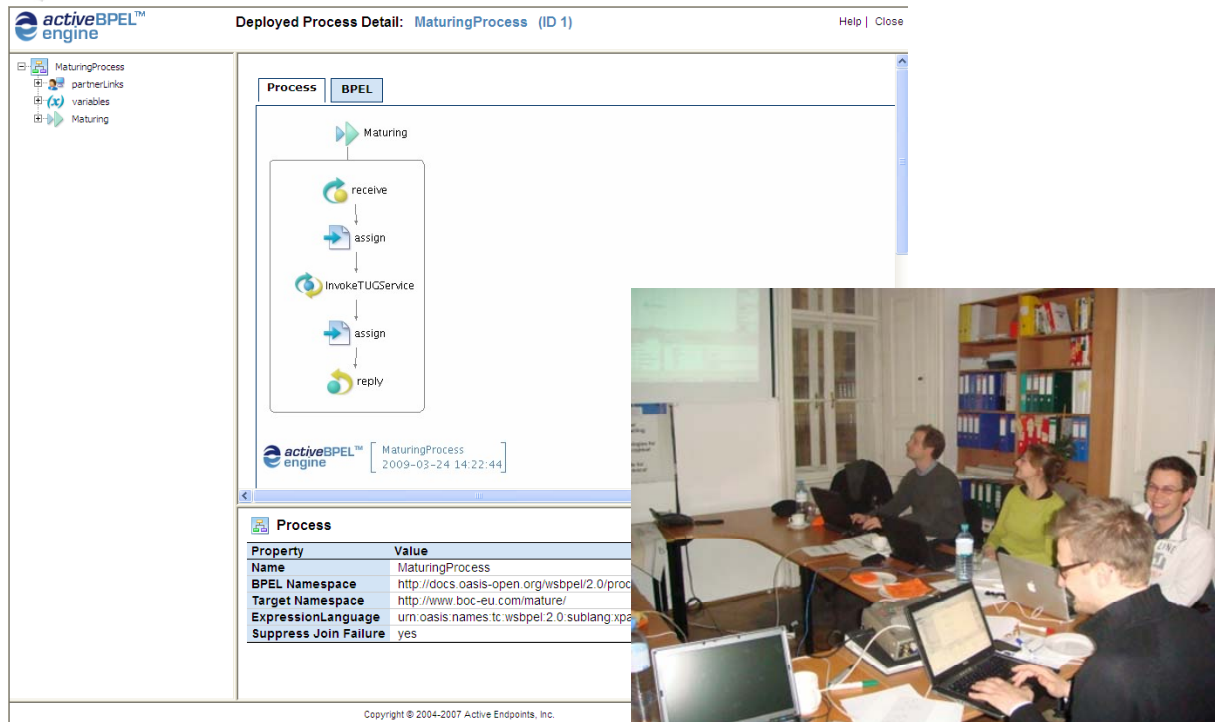 activeBPEL™
engine
Deployed Process Detail: MaturingProcess (ID 1)
Help | Close
MaturingProcess
partnerLinks
(x) variables
Maturing
Process BPEL
Maturing
receive
assign
InvokeTUGService
assign
reply
activeBPEL™
engine
MaturingProcess
2009-03-24 14:22:44
Process
Property Value
Name MaturingProcess
BPEL Namespace http://docs.oasis-open.org/wsbpel/2.0/proc
Target Namespace http://www.boc-eu.com/mature/
ExpressionLanguage urn:oasis:names:tc:wsbpel:2.0:sublang:xpa
Suppress Join Failure yes
Copyright © 2004-2007 Active Endpoints, Inc.